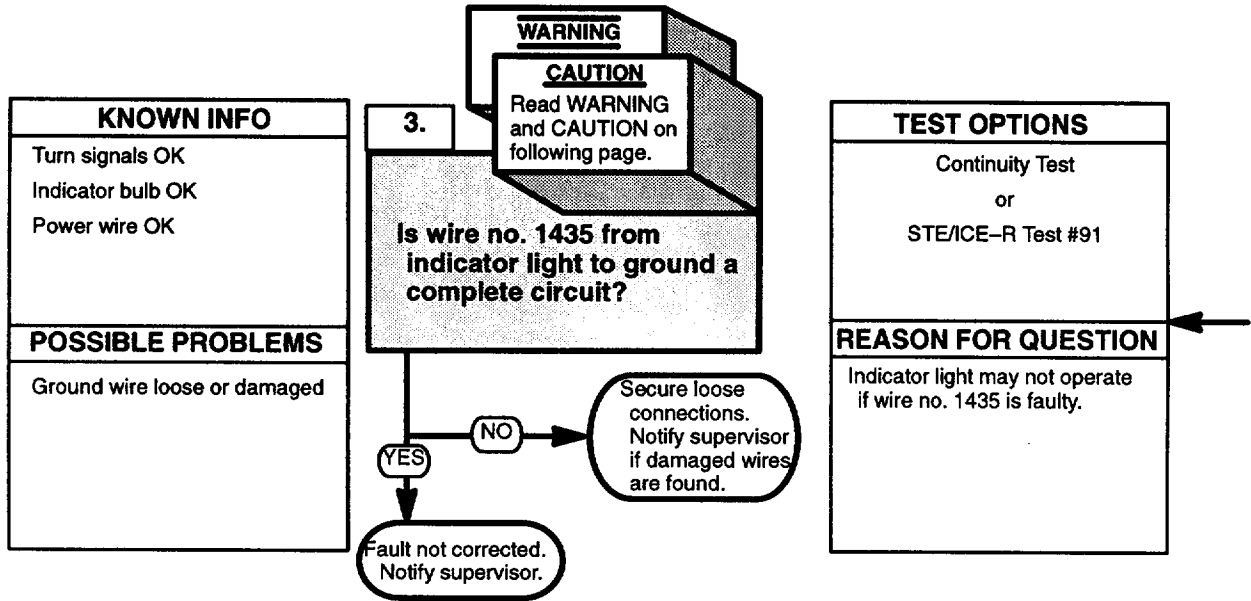 KNOWN INFO
Turn signals OK
Indicator bulb OK
Power wire OK
POSSIBLE PROBLEMS
Ground wire loose or damaged
WARNING
CAUTION
Read WARNING
and CAUTION on
following page.
3.
Is wire no. 1435 from
indicator light to ground a
complete circuit?
NO
Secure loose
connections.
Notify supervisor
if damaged wires
are found.
YES
Fault not corrected.
Notify supervisor.
TEST OPTIONS
Continuity Test
or
STE/ICE–R Test #91
REASON FOR QUESTION
Indicator light may not operate
if wire no. 1435 is faulty.